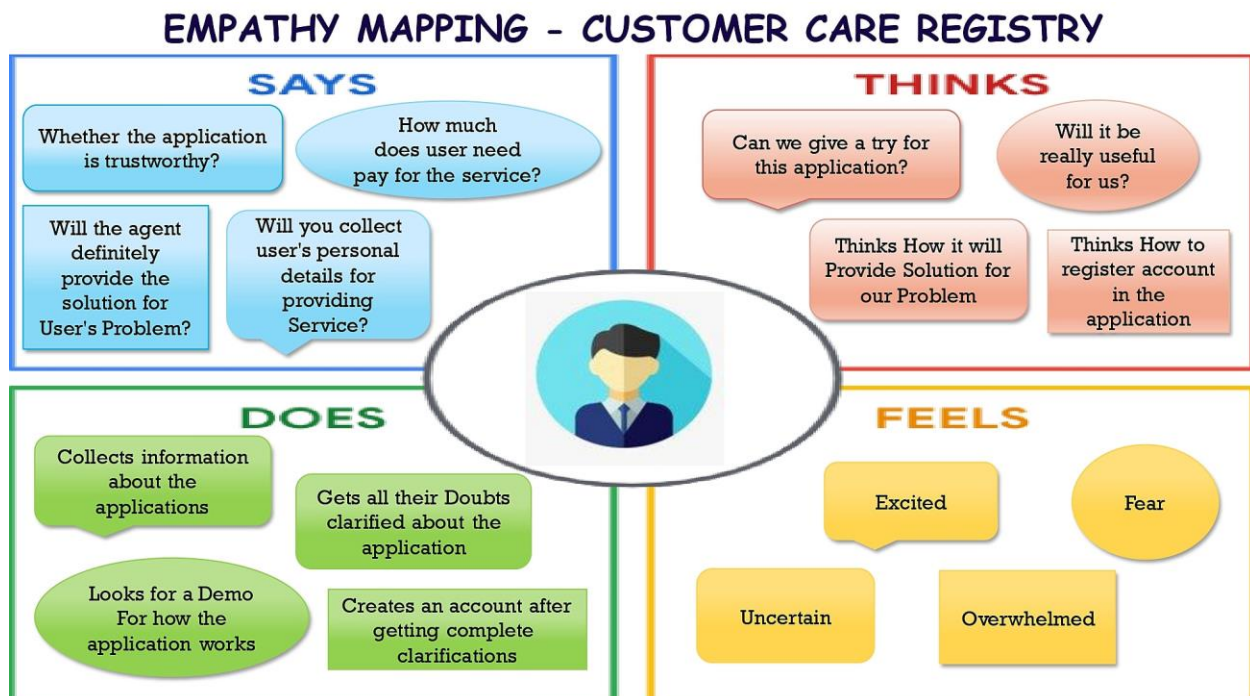 EMPATHY MAPPING - CUSTOMER CARE REGISTRY
SAYS
Whether the application
is trustworthy?
How much
does user need
pay for the service?
Will the agent
definitely
provide the
solution for
User's Problem?
Will you collect
user's personal
details for
providing
Service?
THINKS
Can we give a try for
this application?
Will it be
really useful
for us?
Thinks How it will
Provide Solution for
our Problem
Thinks How to
register account
in the
application
DOES
Collects information
about the
applications
Gets all their Doubts
clarified about the
application
Looks for a Demo
For how the
application works
Creates an account after
getting complete
clarifications
FEELS
Excited
Fear
Uncertain
Overwhelmed